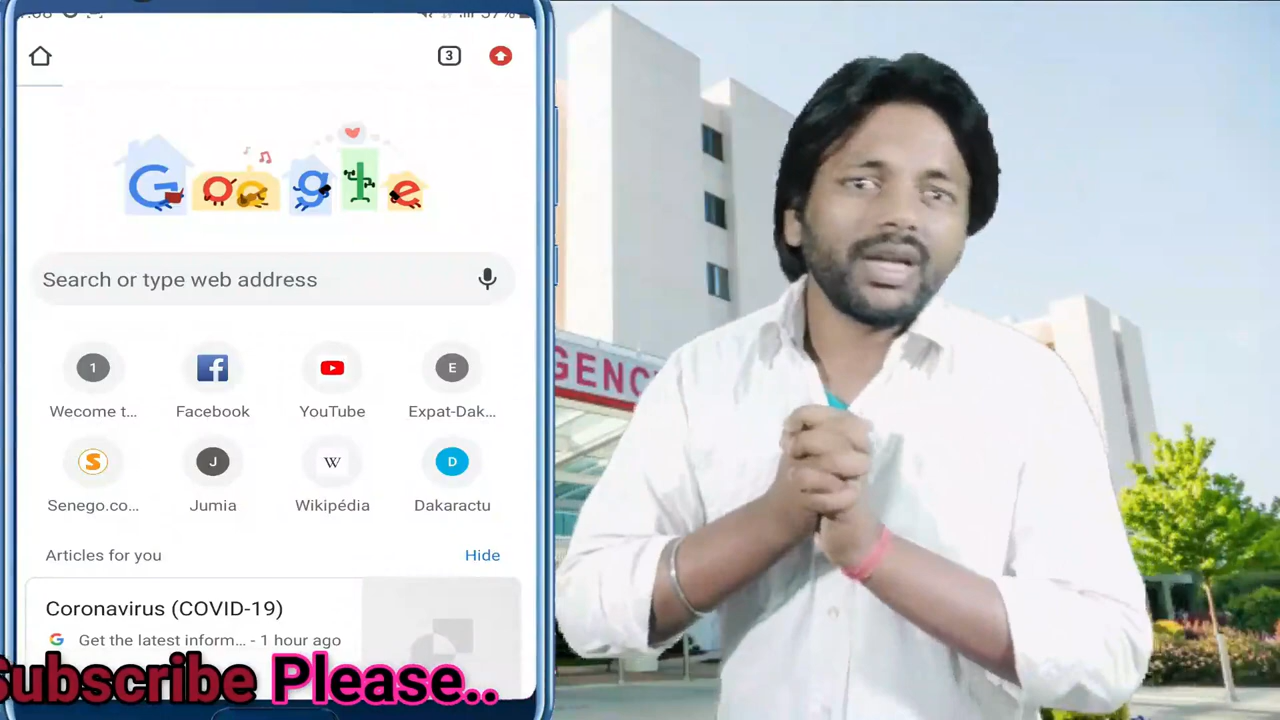 3
Google
Search or type web address
1
E
Wecome t...
Facebook
YouTube
Expat-Dak...
S
J
W
D
Senego.co...
Jumia
Wikipédia
Dakaractu
Articles for you
Hide
Coronavirus (COVID-19)
G Get the latest inform... - 1 hour ago
Subscribe Please..
GENC